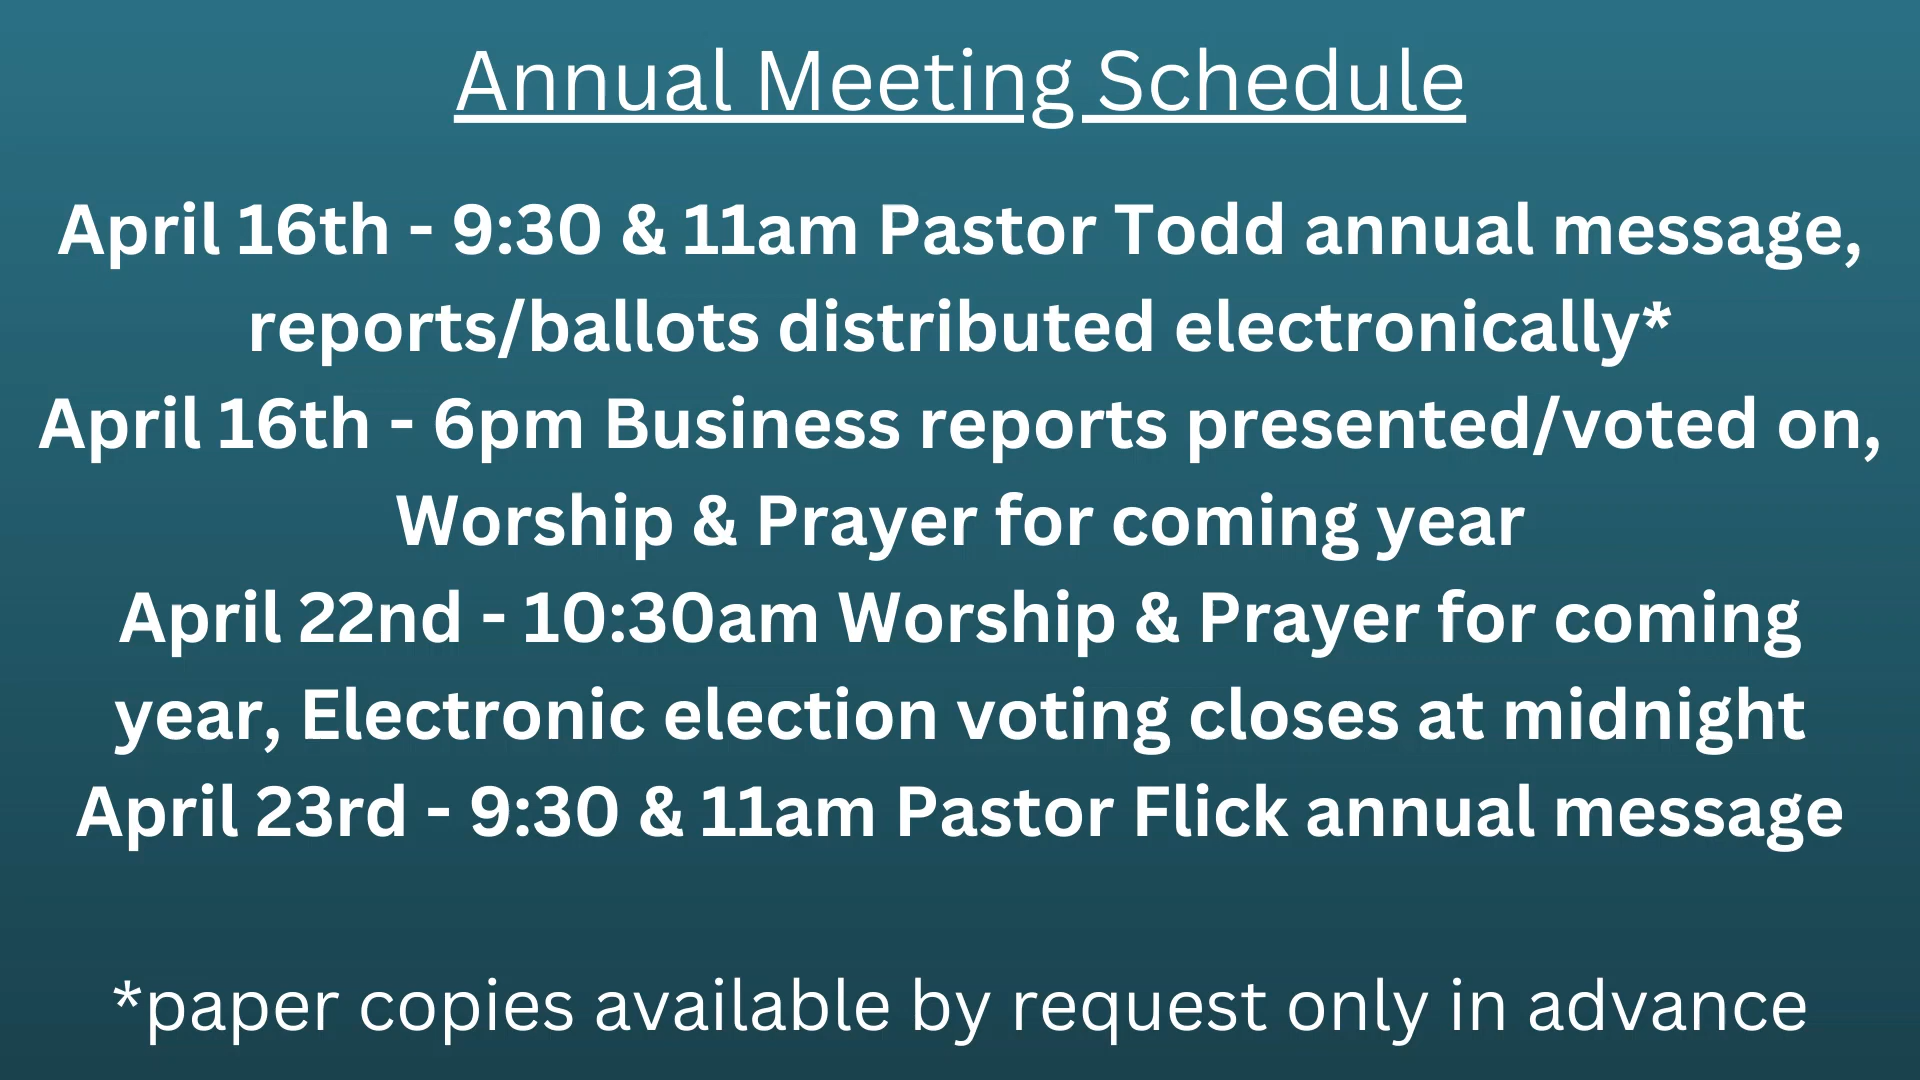 Annual Meeting Schedule
April 16th - 9:30 & 11am Pastor Todd annual message,
reports/ballots distributed electronically*
April 16th - 6pm Business reports presented/voted on,
Worship & Prayer for coming year
April 22nd - 10:30am Worship & Prayer for coming
year, Electronic election voting closes at midnight
April 23rd - 9:30 & 11am Pastor Flick annual message
*paper copies available by request only in advance